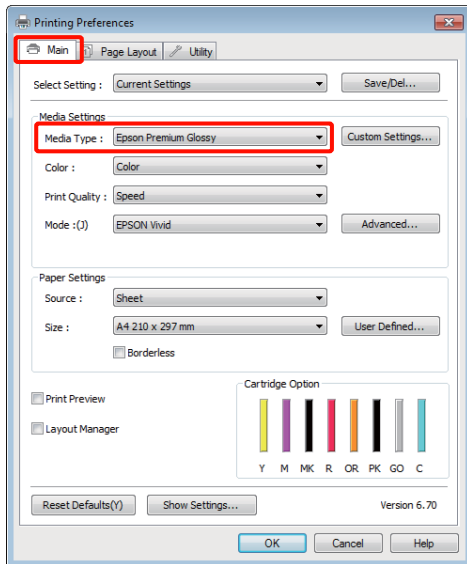 Printing Preferences
Main Page Layout Utility
Select Setting : Current Settings Save/Del...
Media Settings
Media Type : Epson Premium Glossy Custom Settings...
Color : Color
Print Quality : Speed
Mode :(J) EPSON Vivid Advanced...
Paper Settings
Source : Sheet
Size : A4 210 x 297 mm User Defined...
Borderless
Cartridge Option
Print Preview
Layout Manager
Y M MK R OR PK GO C
Reset Defaults(Y) Show Settings... Version 6.70
OK Cancel Help